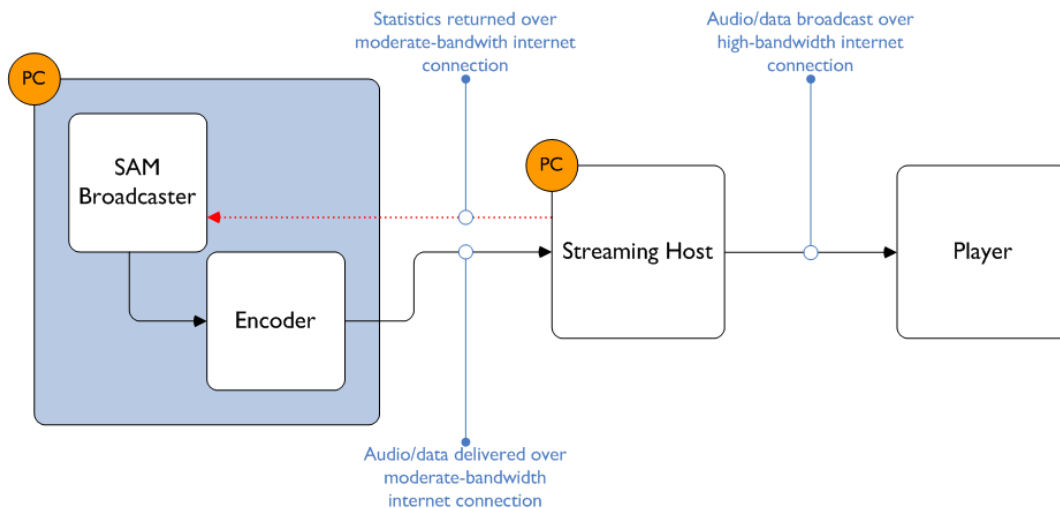 Statistics returned over
moderate-bandwith internet
connection
Audio/data broadcast over
high-bandwidth internet
connection
PC
SAM
Broadcaster
PC
Streaming Host
Player
Encoder
Audio/data delivered over
moderate-bandwidth
internet connection